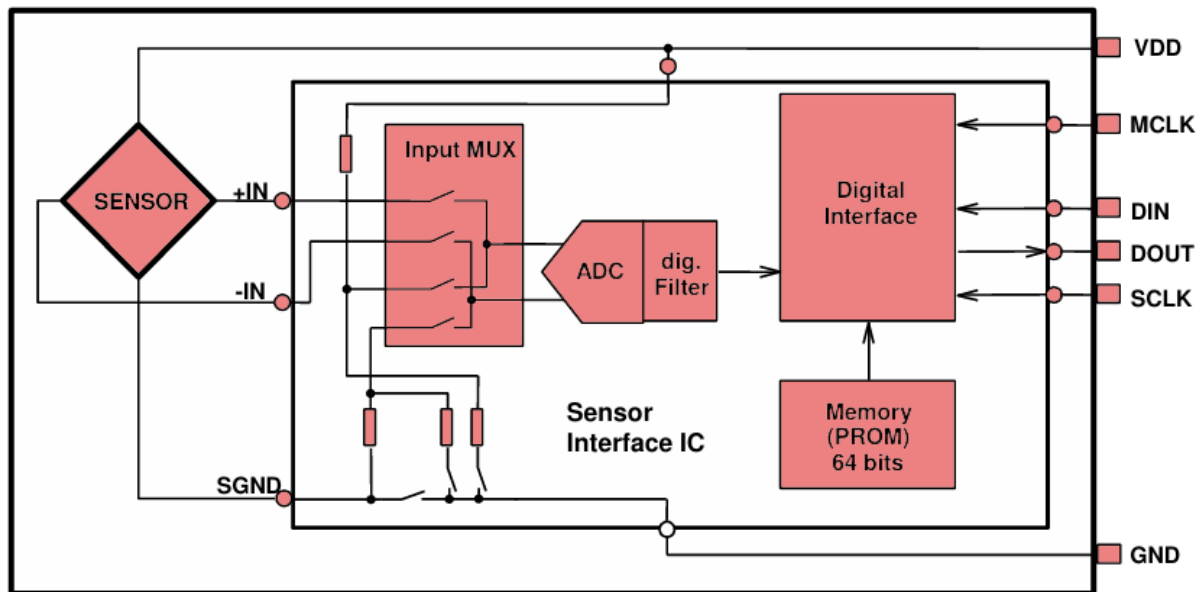 VDD
MCLK
Input MUX
+IN
SENSOR
Digital
Interface
DIN
ADC
dig.
Filter
DOUT
-IN
SCLK
Sensor
Interface IC
Memory
(PROM)
64 bits
SGND
GND